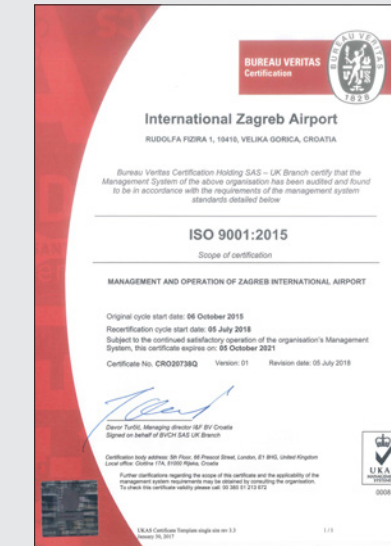 BUREAU VERITAS
Certification
BUREAU VERITAS
1828
International Zagreb Airport
RUDOLFA FIZIRA 1, 10410, VELIKA GORICA, CROATIA
Bureau Veritas Certification Holding SAS – UK Branch certify that the
Management System of the above organisation has been audited and found
to be in accordance with the requirements of the management system
standards detailed below
ISO 9001:2015
Scope of certification
MANAGEMENT AND OPERATION OF ZAGREB INTERNATIONAL AIRPORT
Original cycle start date: 06 October 2015
Recertification cycle start date: 05 July 2018
Subject to the continued satisfactory operation of the organisation's Management
System, this certificate expires on: 05 October 2021
Certificate No. CRO20738Q Version: 01 Revision date: 05 July 2018
Davor Turčić, Managing director I&F BV Croatia
Signed on behalf of BVCH SAS UK Branch
Certification body address: 5th Floor, 66 Prescot Street, London, E1 8HG, United Kingdom
Local office: 17A, 51000 Rijeka, Croatia
Further clarifications regarding the scope of this certificate and the applicability of the
management system requirements may be obtained by consulting the organisation.
To check this certificate validity please call: 00 385 51 213 672
UKAS
MANAGEMENT
SYSTEMS
0008
UKAS Certificate Template single site rev 3.3
January 30, 2017
1/3